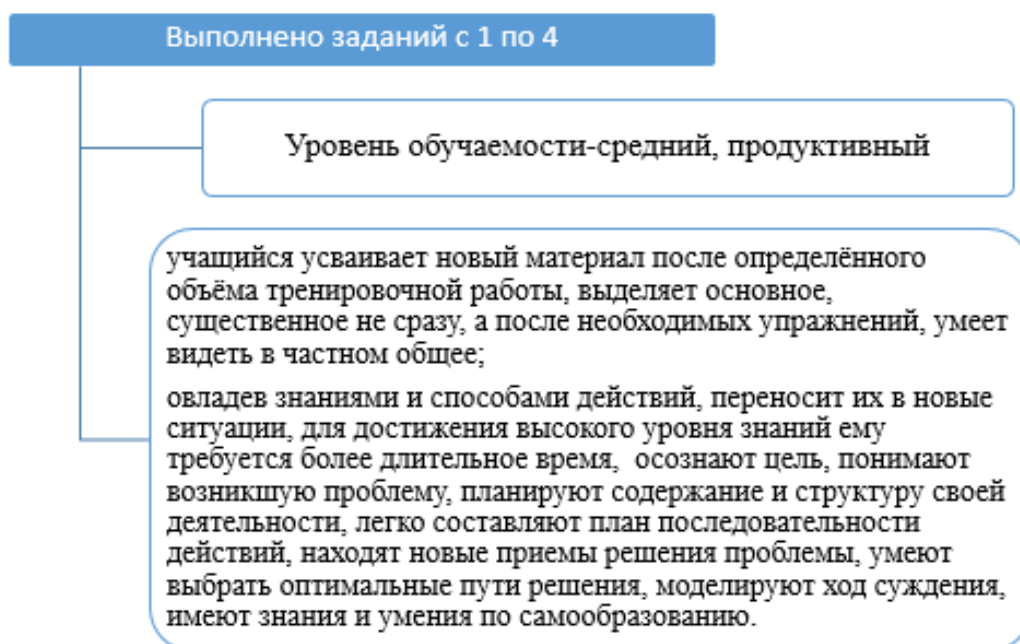 Выполнено заданий с 1 по 4
Уровень обучаемости-средний, продуктивный
учащийся усваивает новый материал после определённого
объёма тренировочной работы, выделяет основное,
существенное не сразу, а после необходимых упражнений, умеет
видеть в частном общее;
овладев знаниями и способами действий, переносит их в новые
ситуации, для достижения высокого уровня знаний ему
требуется более длительное время, осознают цель, понимают
возникшую проблему, планируют содержание и структуру своей
деятельности, легко составляют план последовательности
действий, находят новые приемы решения проблемы, умеют
выбрать оптимальные пути решения, моделируют ход суждения,
имеют знания и умения по самообразованию.